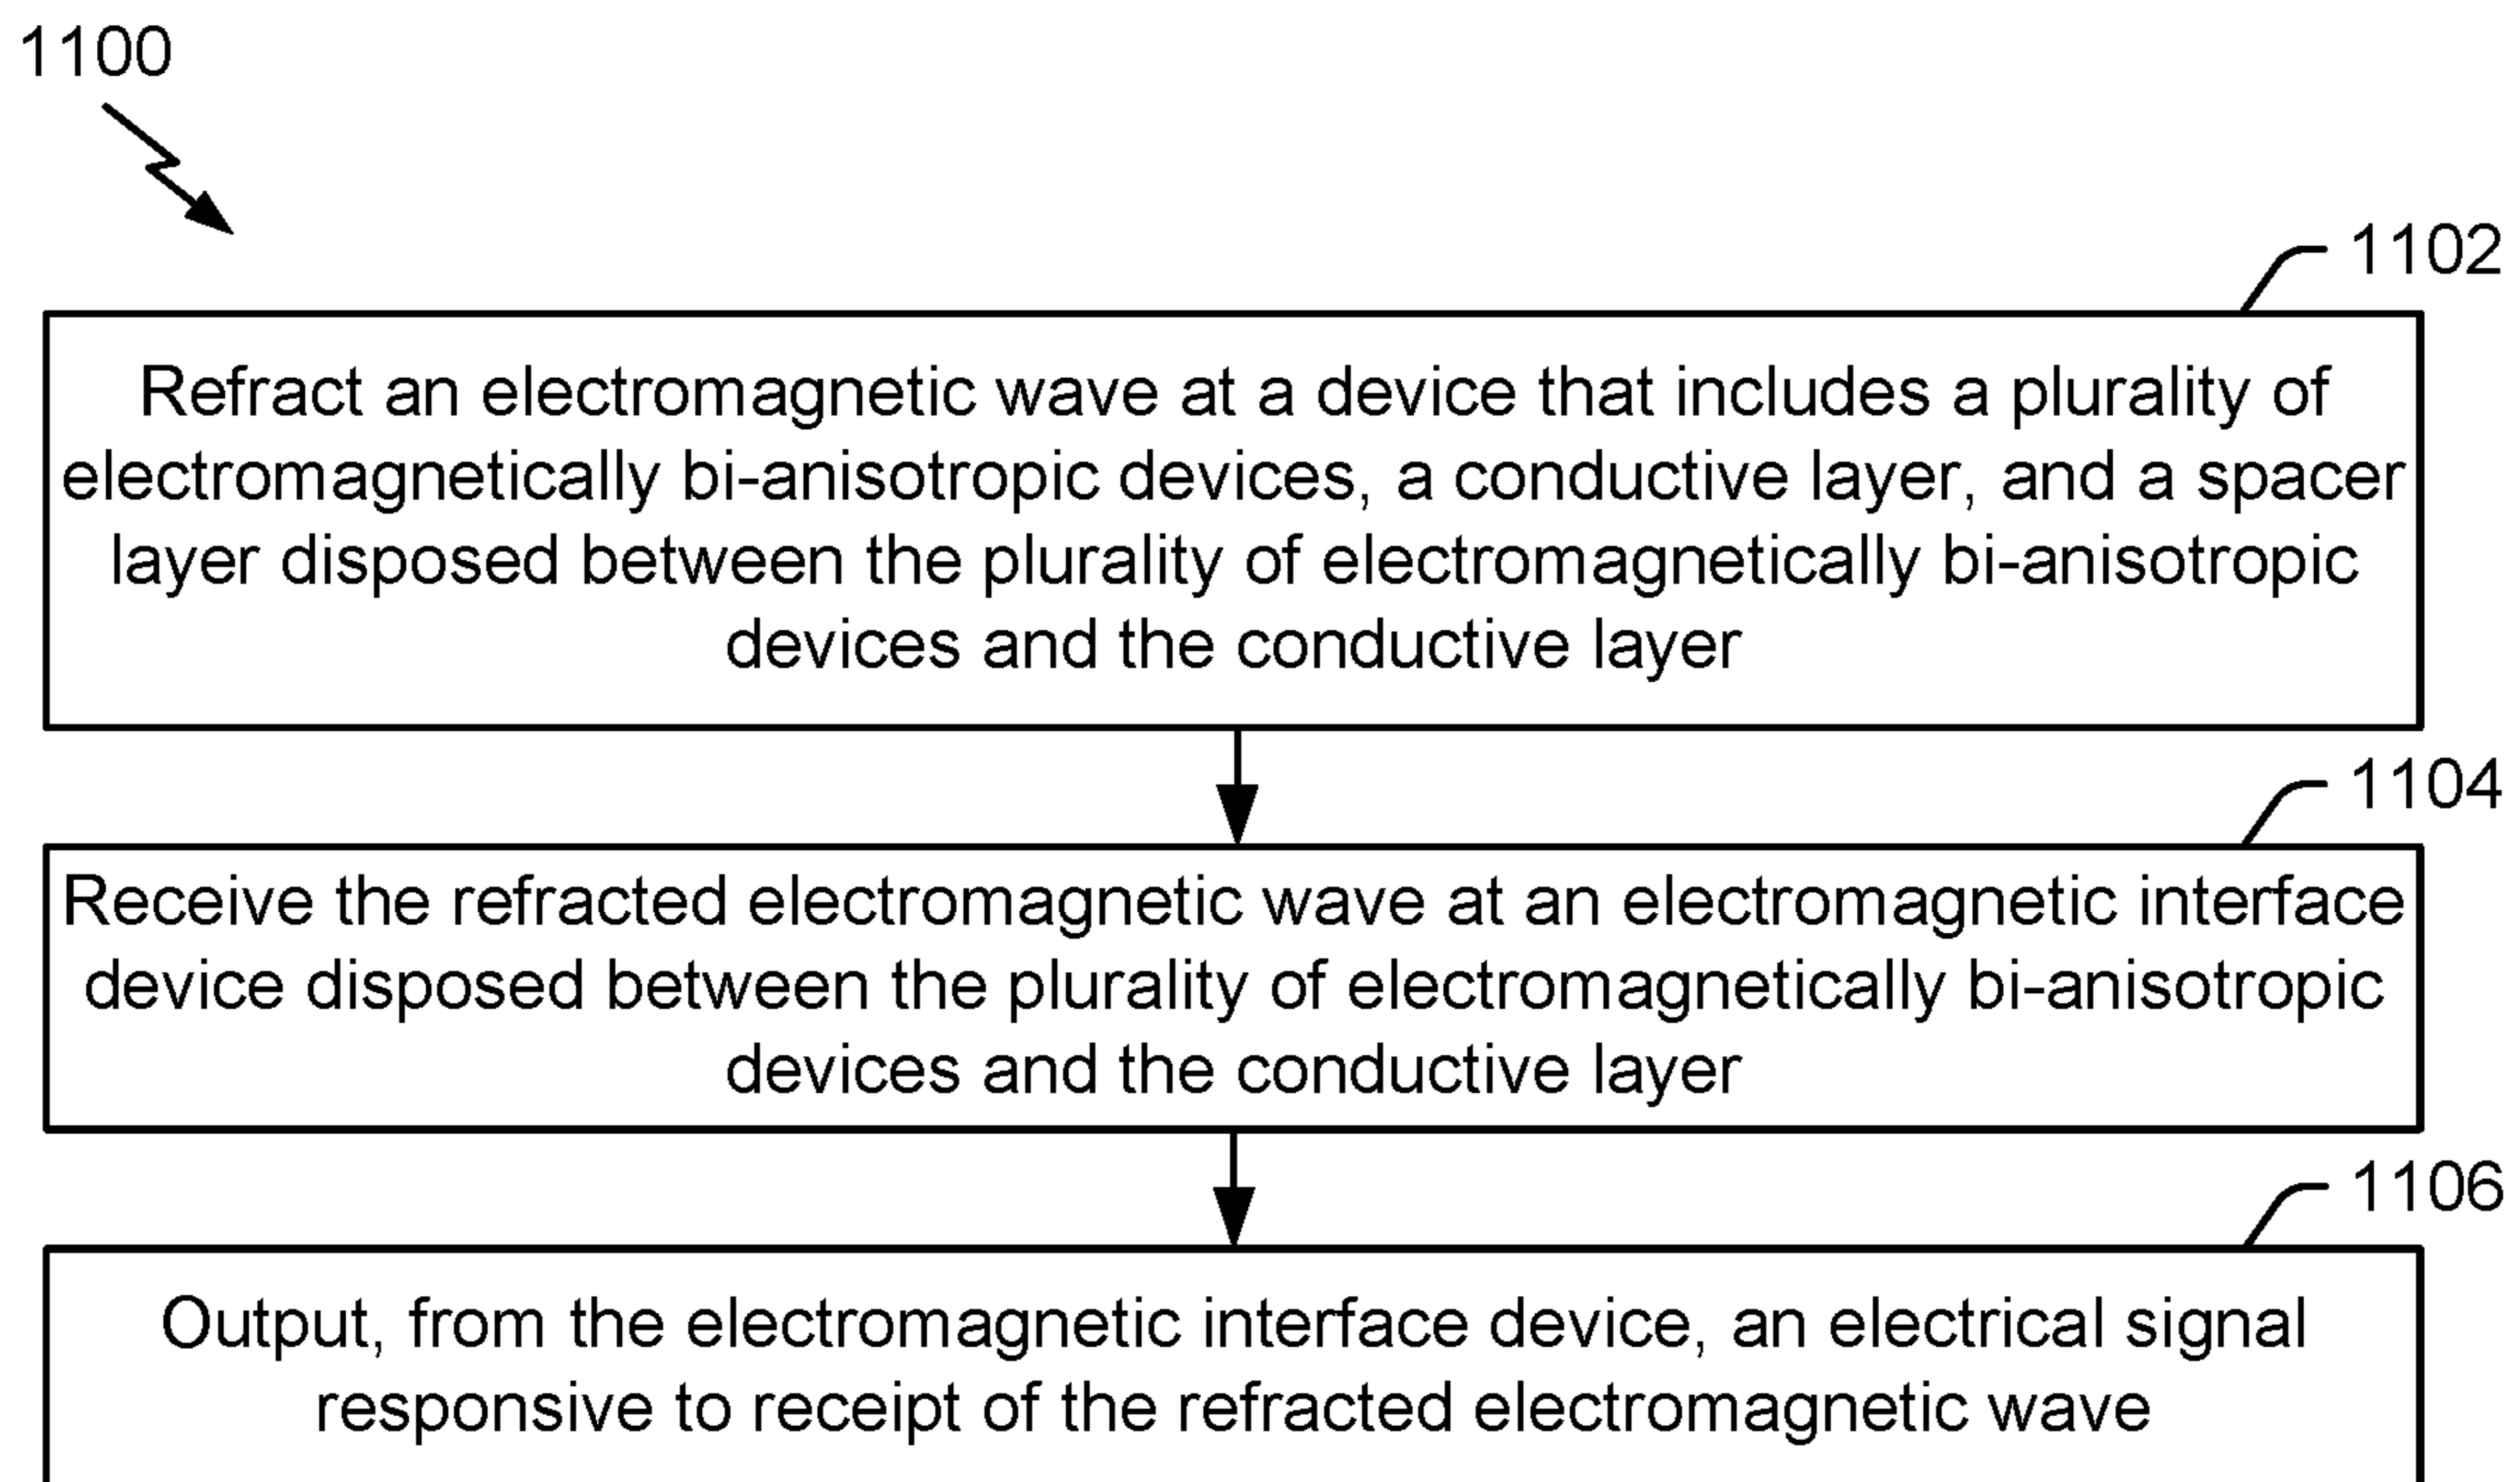 1100
1102
Refract an electromagnetic wave at a device that includes a plurality of
electromagnetically bi-anisotropic devices, a conductive layer, and a spacer
layer disposed between the plurality of electromagnetically bi-anisotropic
devices and the conductive layer
1104
Receive the refracted electromagnetic wave at an electromagnetic interface
device disposed between the plurality of electromagnetically bi-anisotropic
devices and the conductive layer
1106
Output, from the electromagnetic interface device, an electrical signal
responsive to receipt of the refracted electromagnetic wave